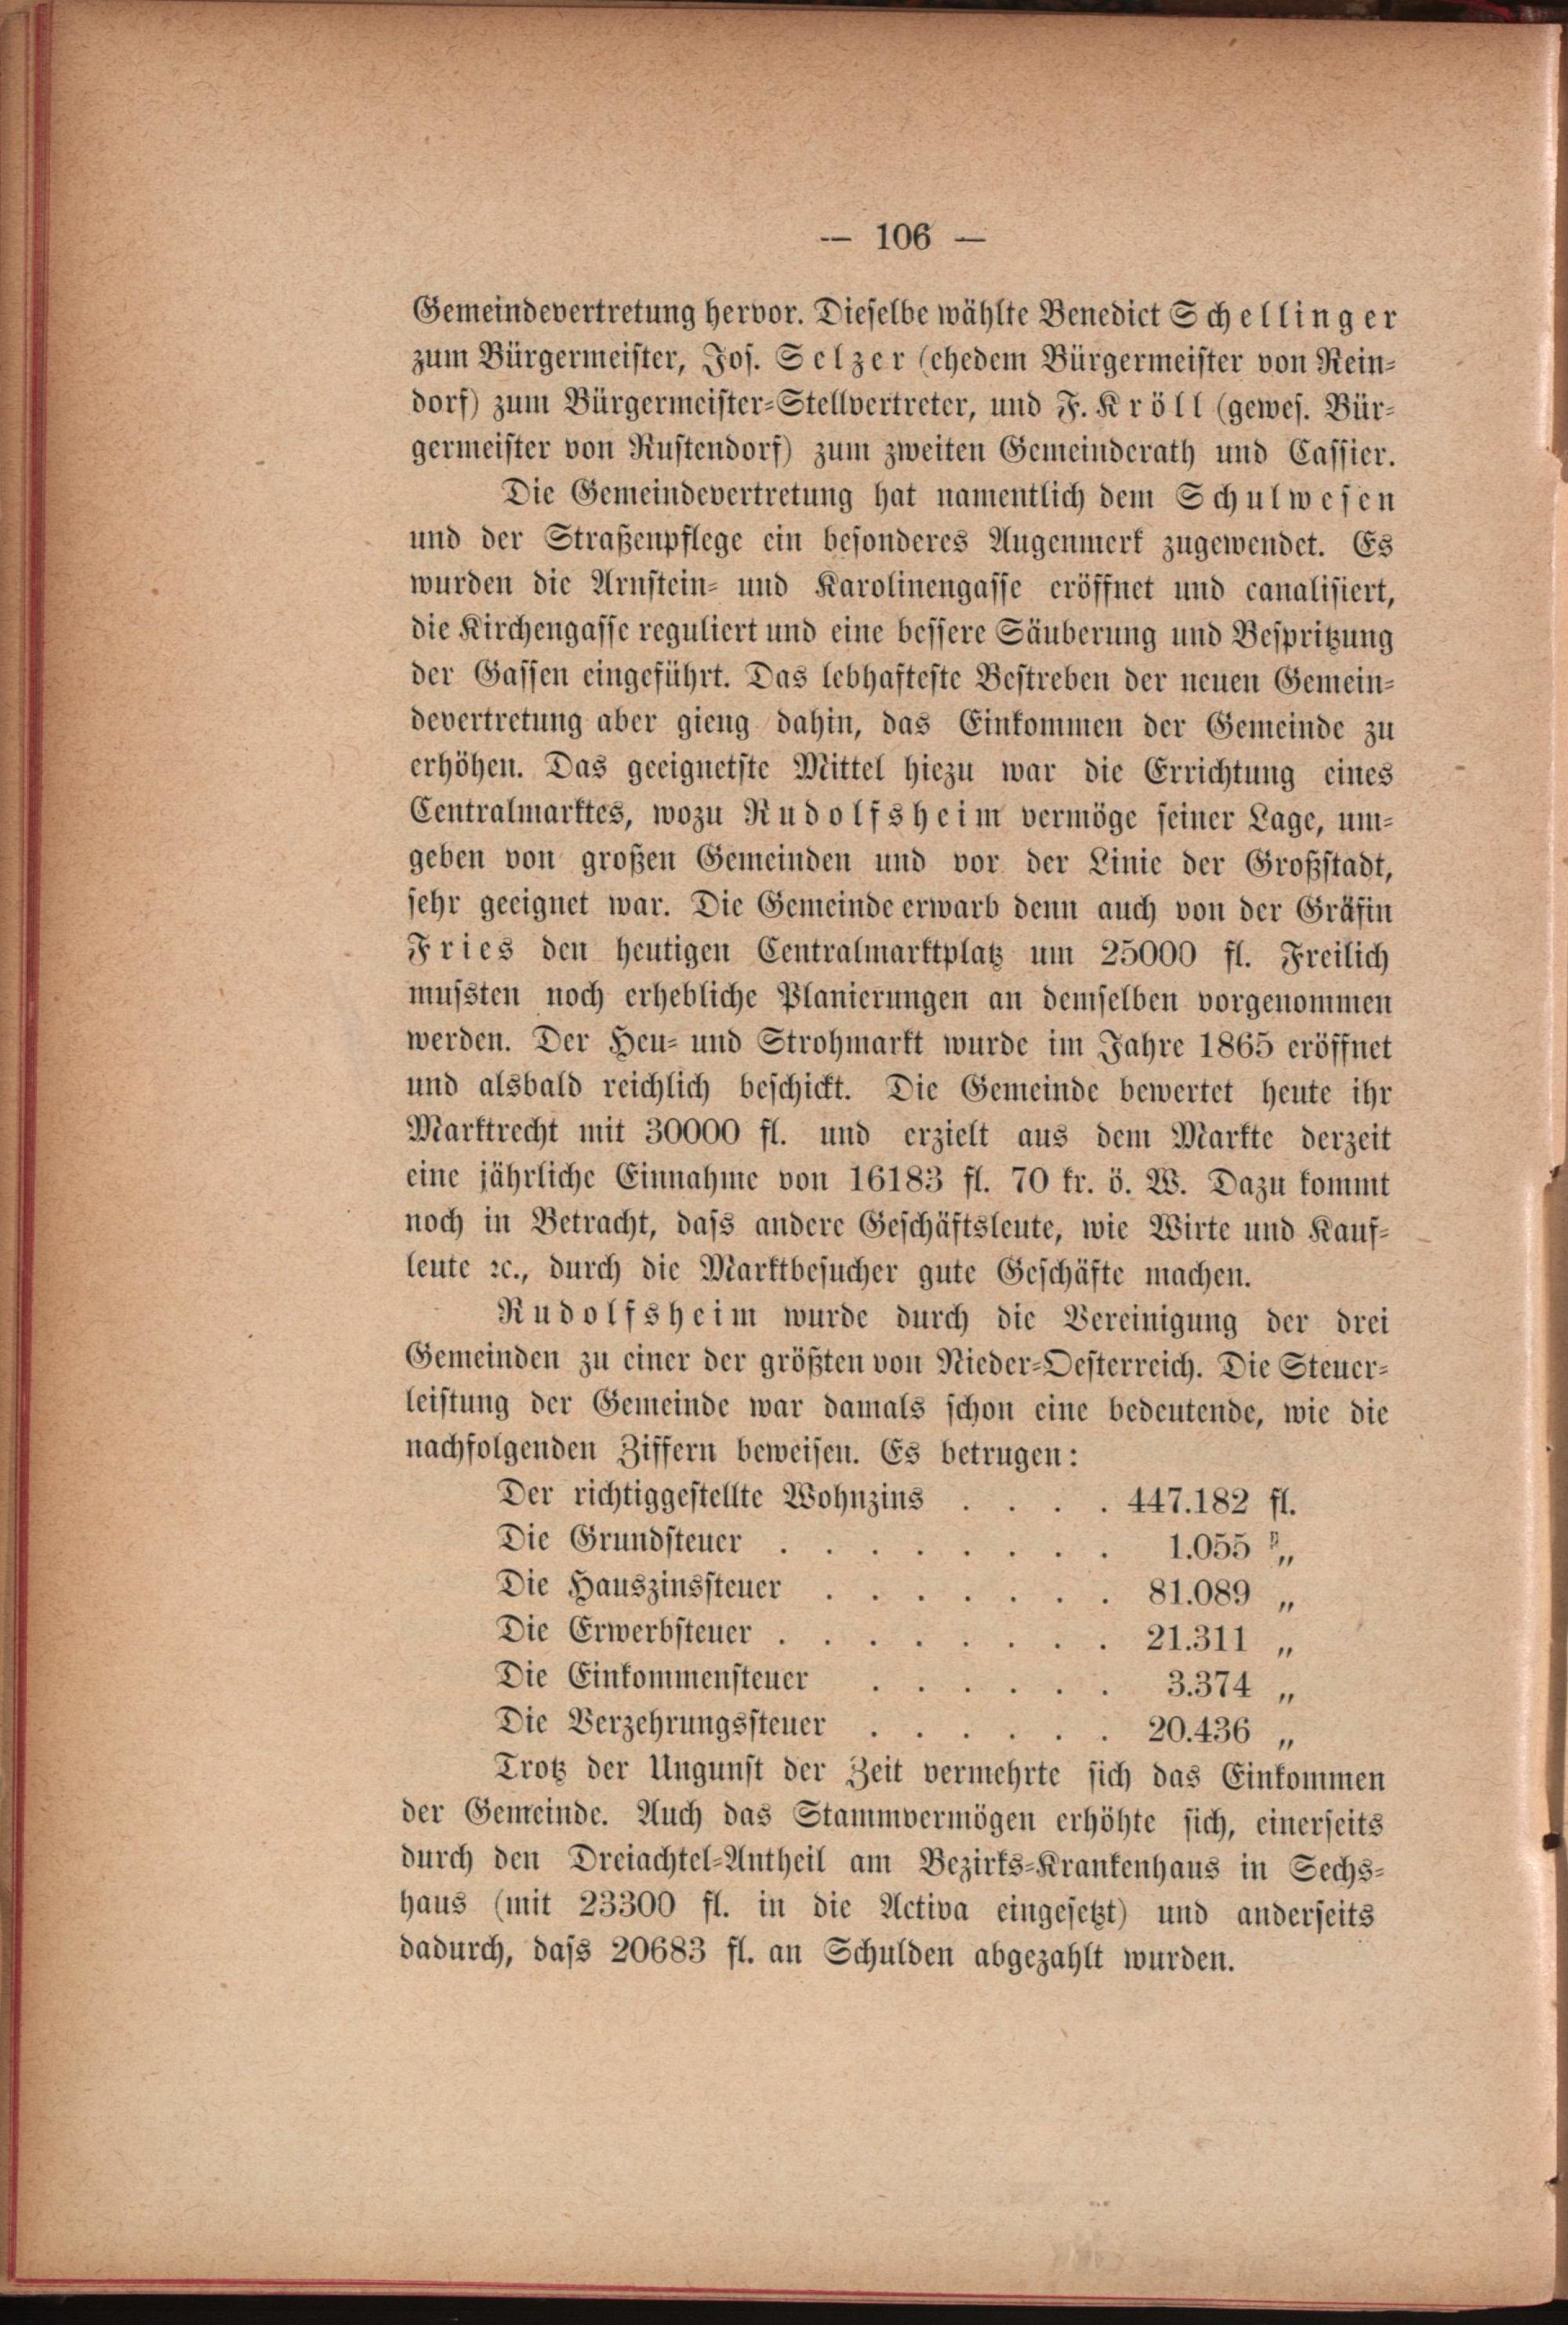 — 106 —
Gemeindevertretung hervor. Dieselbe wählte Benedict Schellinger
zum Bürgermeister, Jos. Selzer (ehedem Bürgermeister von Rein-
dorf) zum Bürgermeister-Stellvertreter, und F. Kröll (gewes. Bür-
germeister von Rustendorf) zum zweiten Gemeinderath und Cassier.
Die Gemeindevertretung hat namentlich dem Schulwesen
und der Straßenpflege ein besonderes Augenmerk zugewendet. Es
wurden die Arnstein- und Karolinengasse eröffnet und canalisiert,
die Kirchengasse reguliert und eine bessere Säuberung und Bespritzung
der Gassen eingeführt. Das lebhafteste Bestreben der neuen Gemein-
devertretung aber gieng dahin, das Einkommen der Gemeinde zu
erhöhen. Das geeignetste Mittel hiezu war die Errichtung eines
Centralmarktes, wozu Rudolfsheim vermöge seiner Lage, um-
geben von großen Gemeinden und vor der Linie der Großstadt,
sehr geeignet war. Die Gemeinde erwarb denn auch von der Gräfin
Fries den heutigen Centralmarktplatz um 25000 fl. Freilich
mussten noch erhebliche Planierungen an demselben vorgenommen
werden. Der Heu- und Strohmarkt wurde im Jahre 1865 eröffnet
und alsbald reichlich beschickt. Die Gemeinde bewertet heute ihr
Marktrecht mit 30000 fl. und erzielt aus dem Markte derzeit
eine jährliche Einnahme von 16183 fl. 70 kr. ö. W. Dazu kommt
noch in Betracht, dass andere Geschäftsleute, wie Wirte und Kauf-
leute ꝛc., durch die Marktbesucher gute Geschäfte machen.
Rudolfsheim wurde durch die Vereinigung der drei
Gemeinden zu einer der größten von Nieder-Oesterreich. Die Steuer-
leistung der Gemeinde war damals schon eine bedeutende, wie die
nachfolgenden Ziffern beweisen. Es betrugen:
Der richtiggestellte Wohnzins . . . . 447.182 fl.
Die Grundsteuer . . . . . . . . 1.055 „
Die Hauszinssteuer . . . . . . . 81.089 „
Die Erwerbsteuer . . . . . . . . 21.311 „
Die Einkommensteuer . . . . . . 3.374 „
Die Verzehrungssteuer . . . . . . 20.436 „
Trotz der Ungunst der Zeit vermehrte sich das Einkommen
der Gemeinde. Auch das Stammvermögen erhöhte sich, einerseits
durch den Dreiachtel-Antheil am Bezirks-Krankenhaus in Sechs-
haus (mit 23300 fl. in die Activa eingesetzt) und anderseits
dadurch, dass 20683 fl. an Schulden abgezahlt wurden.